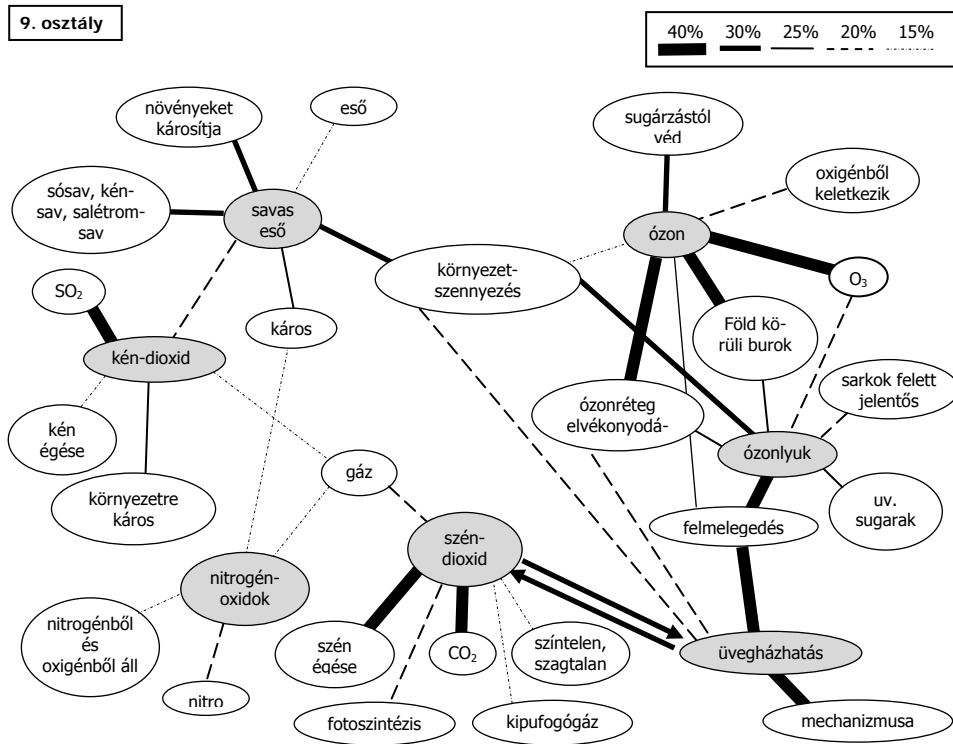 9. osztály
40% 30% 25% 20% 15%
növényeket
károsítja
eső
sugárzástól
véd
oxigénből
keletkezik
sósav, kén-
sav, salétrom-
sav
savas
eső
ózon
környezet-
szennyezés
O₃
SO₂
káros
Föld kö-
rüli burok
kén-dioxid
sarkok felett
jelentős
ózonréteg
elvékonyodá-
kén
égése
ózonlyuk
gáz
környezetre
káros
uv.
sugarak
felmelegedés
szén-
dioxid
nitrogén-
oxidok
nitrogénből
és
oxigénből áll
szén
égése
CO₂
színtelen,
szagtalan
üvegházhatás
nitro
fotoszintézis
kipufogógáz
mechanizmusa